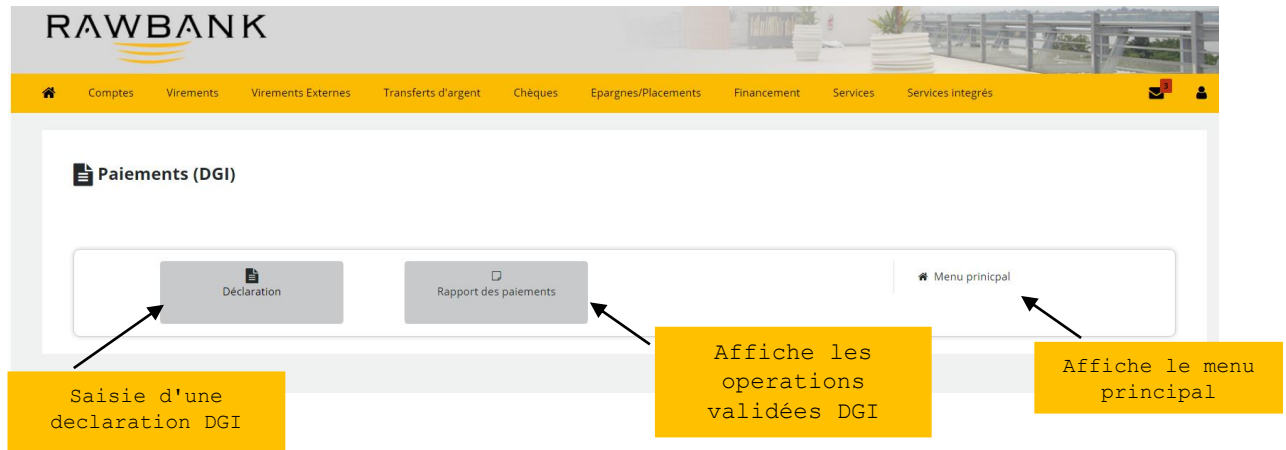 RAWBANK
Comptes Virements Virements Externes Transferts d'argent Chèques Epargnes/Placements Financement Services Services integrés 3
Paiements (DGI)
Déclaration Rapport des paiements Menu prinicpal
Saisie d'une
declaration DGI
Affiche les
operations
validées DGI
Affiche le menu
principal